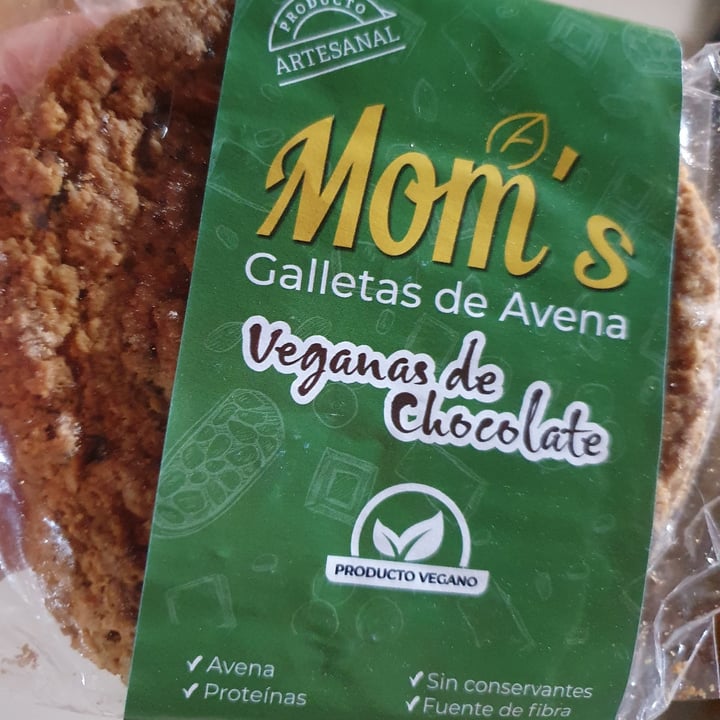 PRODUCTO
ARTESANAL
Mom's
Galletas de Avena
Veganas de
Chocolate
PRODUCTO VEGANO
✓ Avena
✓ Proteínas
✓ Sin conservantes
✓ Fuente de fibra